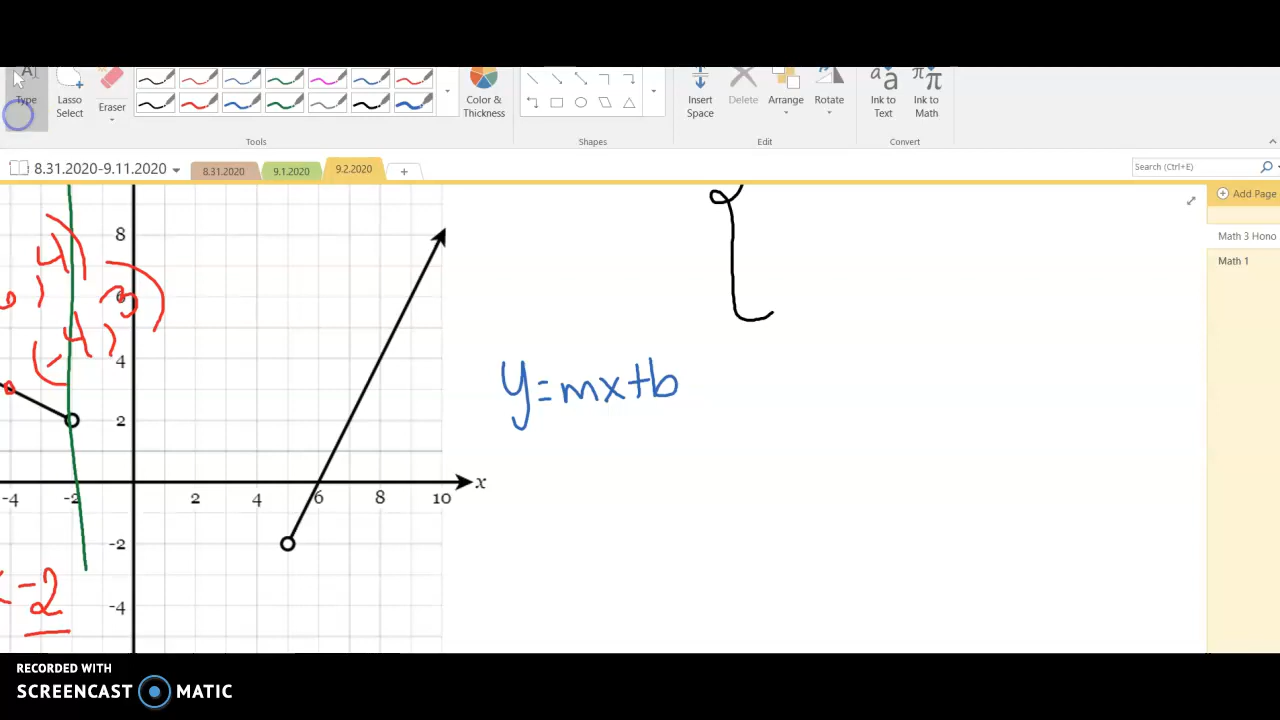 Type
Lasso
Select
Eraser
Color &
Thickness
Insert
Space
Delete
Arrange
Rotate
Ink to
Text
Ink to
Math
Tools
Shapes
Edit
Convert
8.31.2020-9.11.2020
8.31.2020
9.1.2020
9.2.2020
+
Search (Ctrl+E)
Add Page
Math 3 Hono
Math 1
8
6
4
2
-4 -2 2 4 6 8 10 x
-2
-4
4)
3)
(-4,
-2
y=mx+b
RECORDED WITH
SCREENCAST MATIC